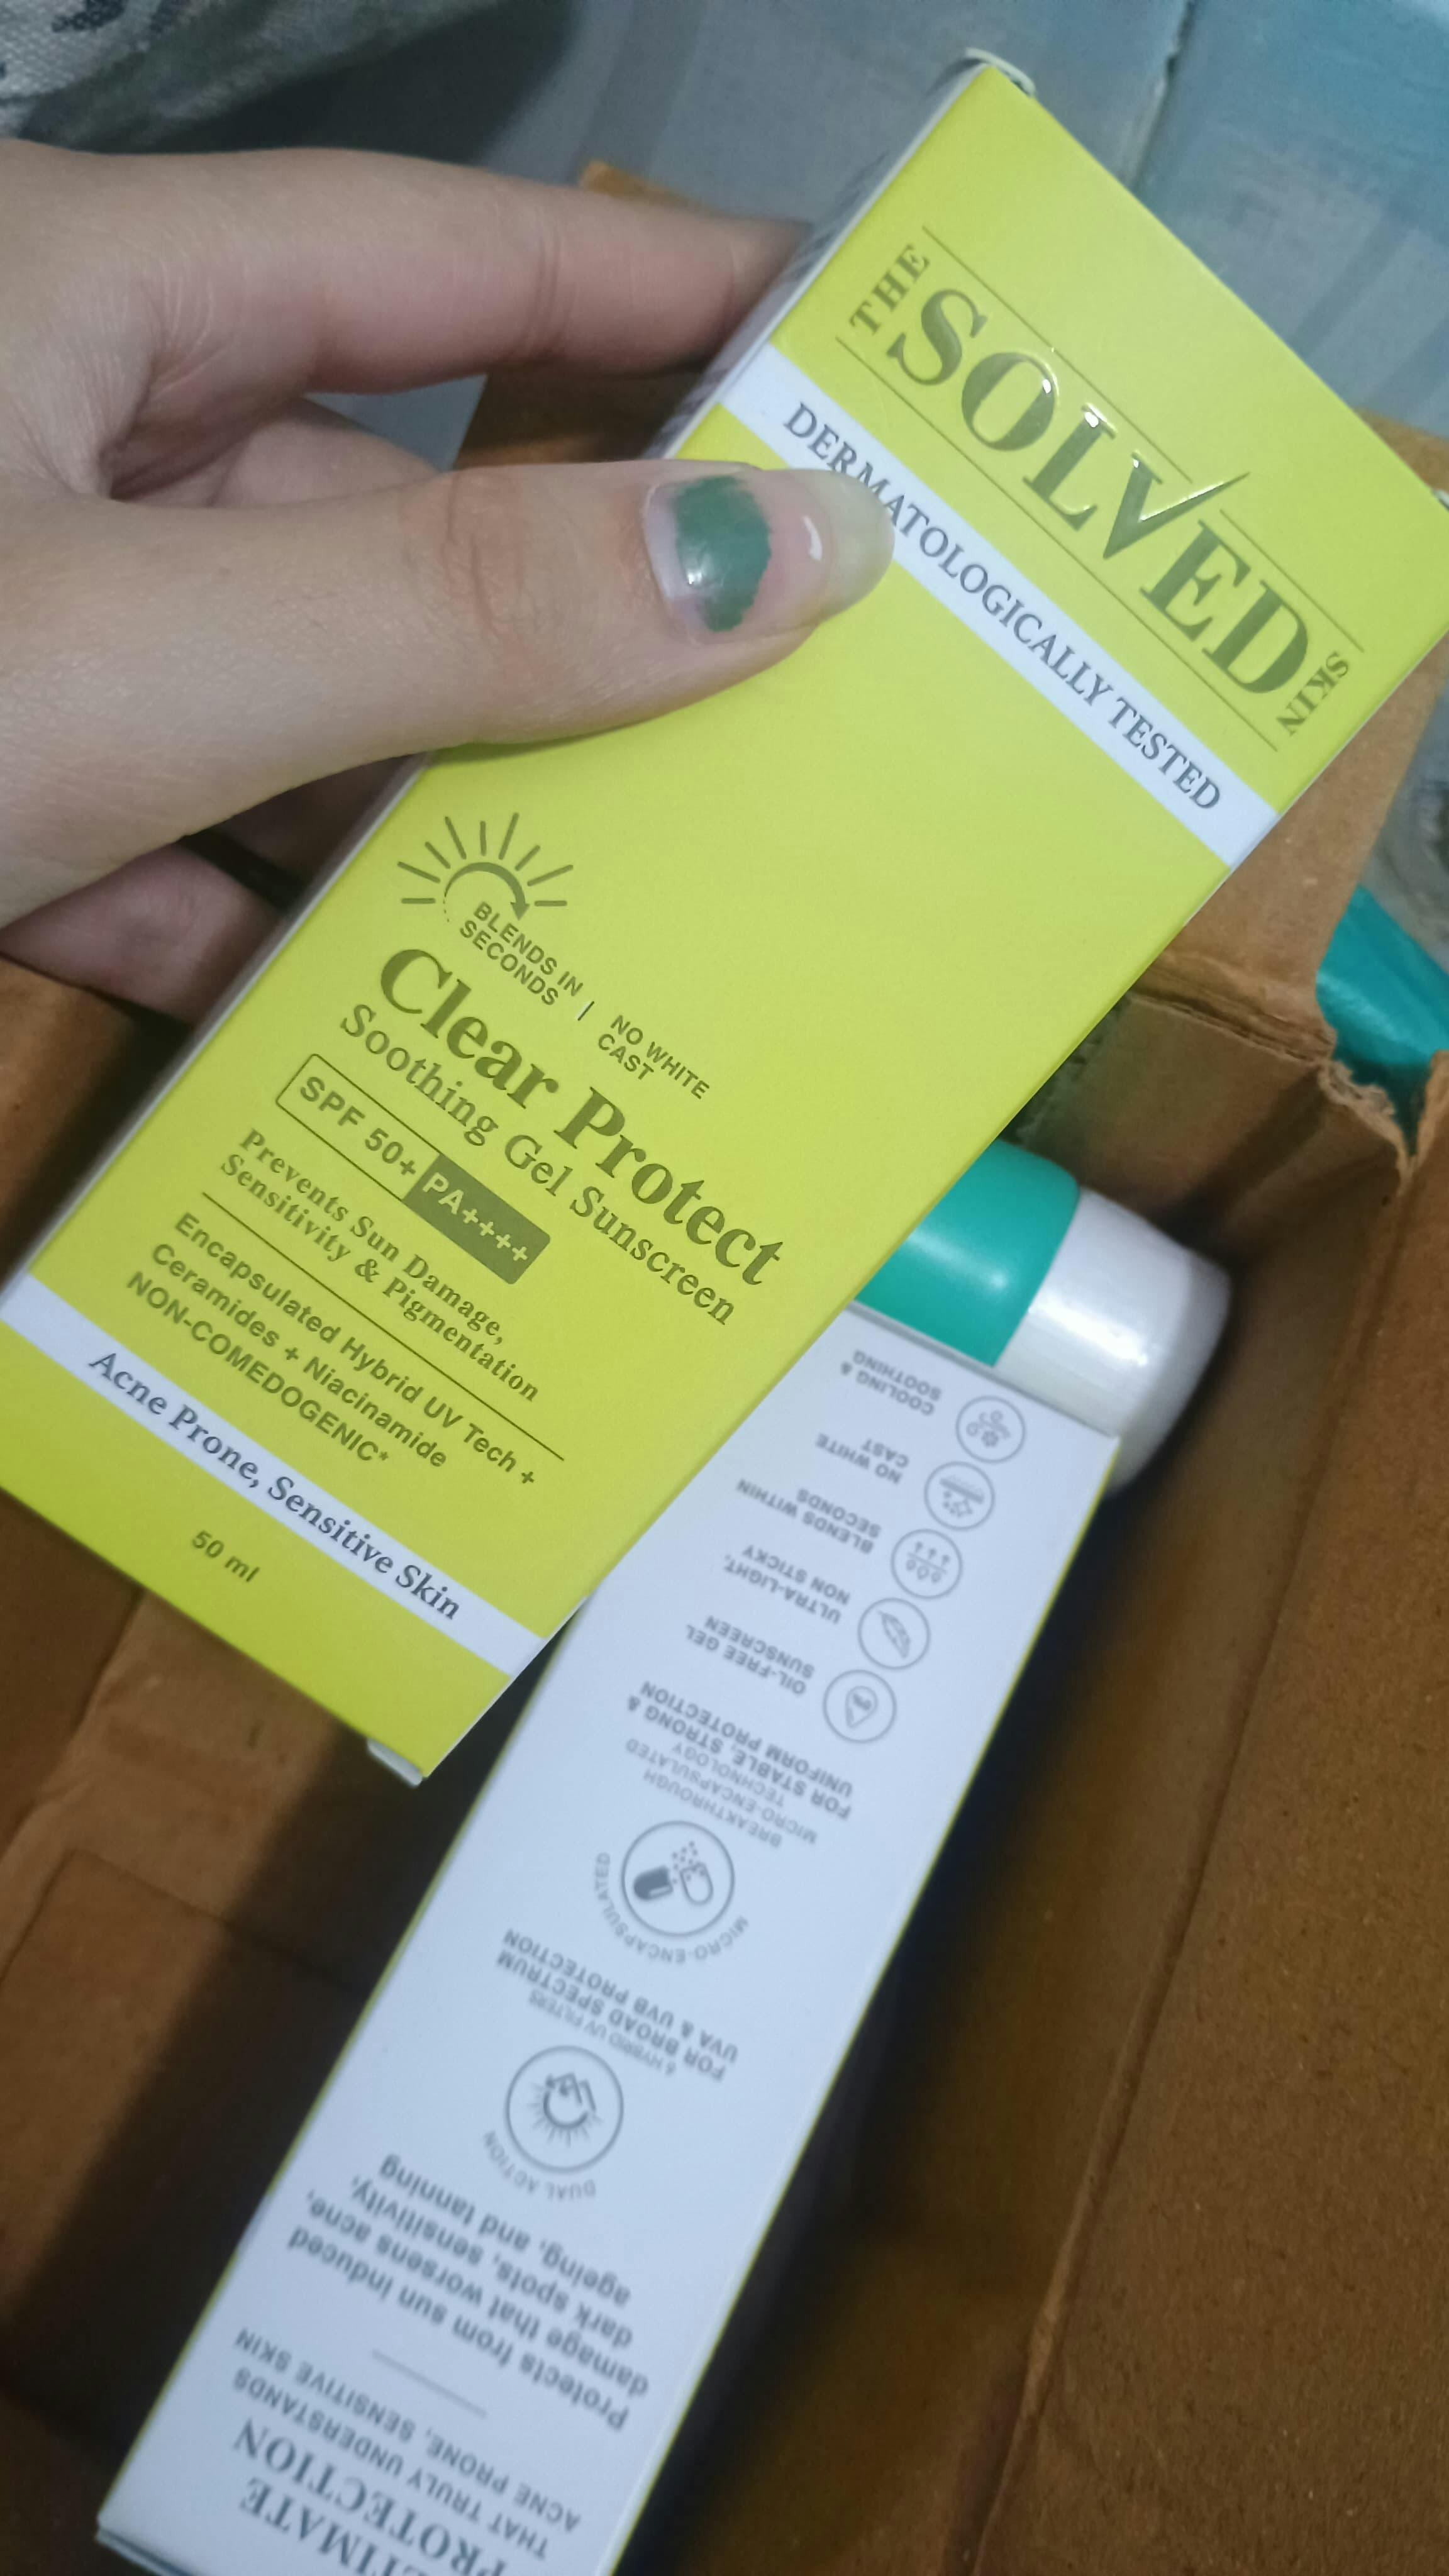 THE
SOLVED
SKIN
DERMATOLOGICALLY TESTED
BLENDS IN
SECONDS
NO WHITE
CAST
Clear Protect
Soothing Gel Sunscreen
SPF 50+ PA++++
Prevents Sun Damage,
Sensitivity & Pigmentation
Encapsulated Hybrid UV Tech +
Ceramides + Niacinamide
NON-COMEDOGENIC*
Acne Prone, Sensitive Skin
50 ml
PROTECTION
THAT TRULY UNDERSTANDS
ACNE PRONE, SENSITIVE SKIN
Protects from sun induced
damage that worsens acne,
dark spots, sensitivity,
ageing, and tanning
DUAL ACTION
6 HYBRID UV FILTERS
FOR BROAD SPECTRUM
UVA & UVB PROTECTION
MICRO-ENCAPSULATED
BREAKTHROUGH
MICRO-ENCAPSULATED
TECHNOLOGY
FOR STABLE, STRONG &
UNIFORM PROTECTION
OIL-FREE GEL
SUNSCREEN
ULTRA-LIGHT,
NON STICKY
BLENDS WITHIN
SECONDS
NO WHITE
CAST
COOLING &
SOOTHING